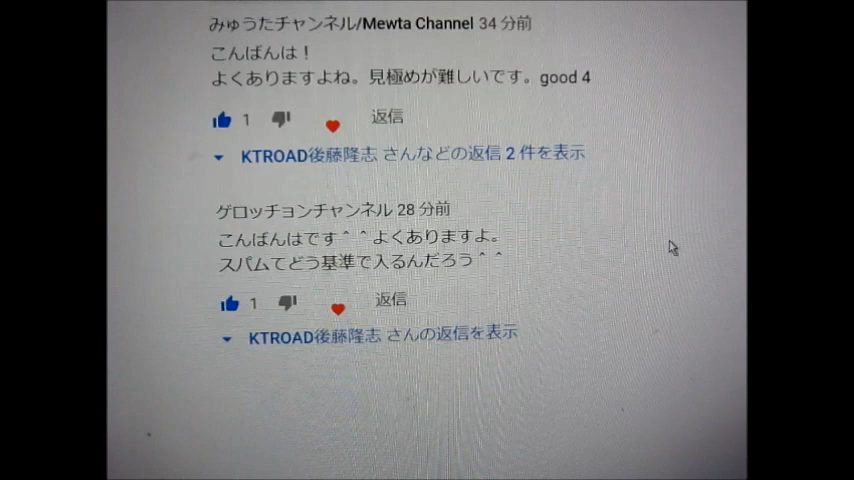 みゅうたチャンネル/Mewta Channel 34 分前
こんばんは！
よくありますよね。見極めが難しいです。good 4
1 返信
KTROAD後藤隆志 さんなどの返信 2 件を表示
ゲロッチョンチャンネル 28 分前
こんばんはです＾＾よくありますよ。
スパムてどう基準で入るんだろう＾＾
1 返信
KTROAD後藤隆志 さんの返信を表示